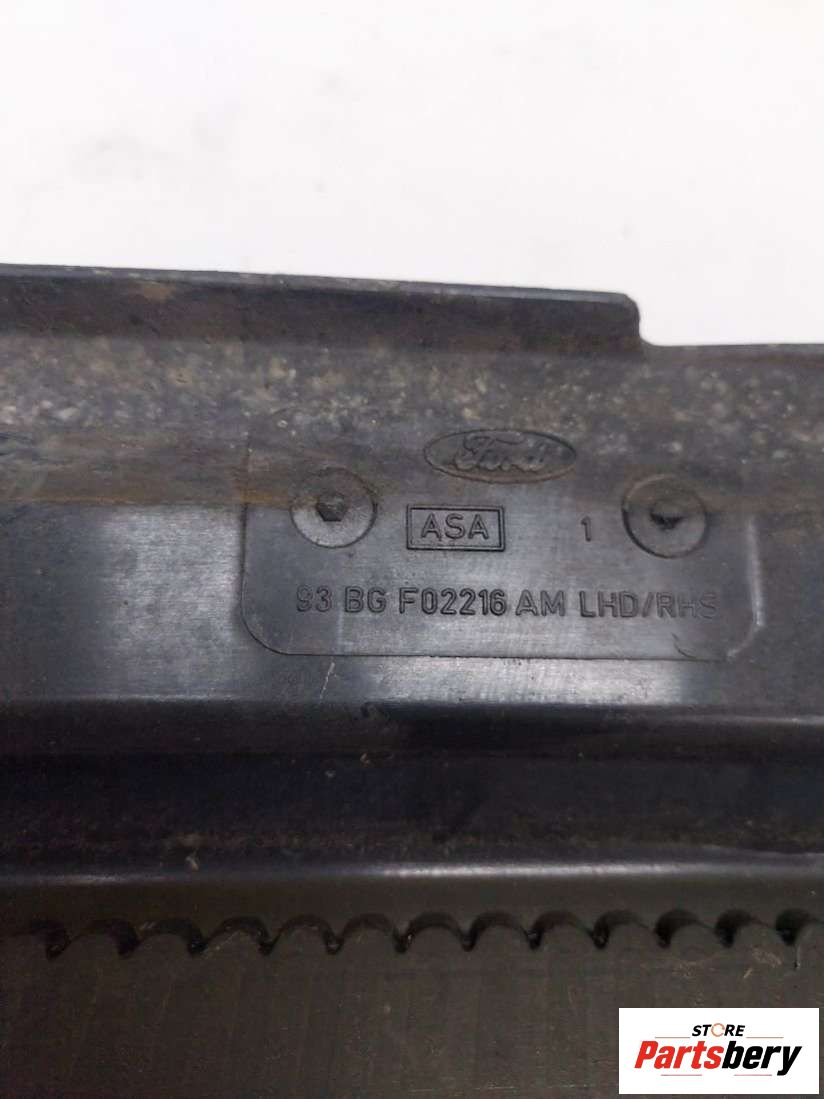 Ford
ASA 1
93 BG F02216 AM LHD/RHS
STORE
Partsbery